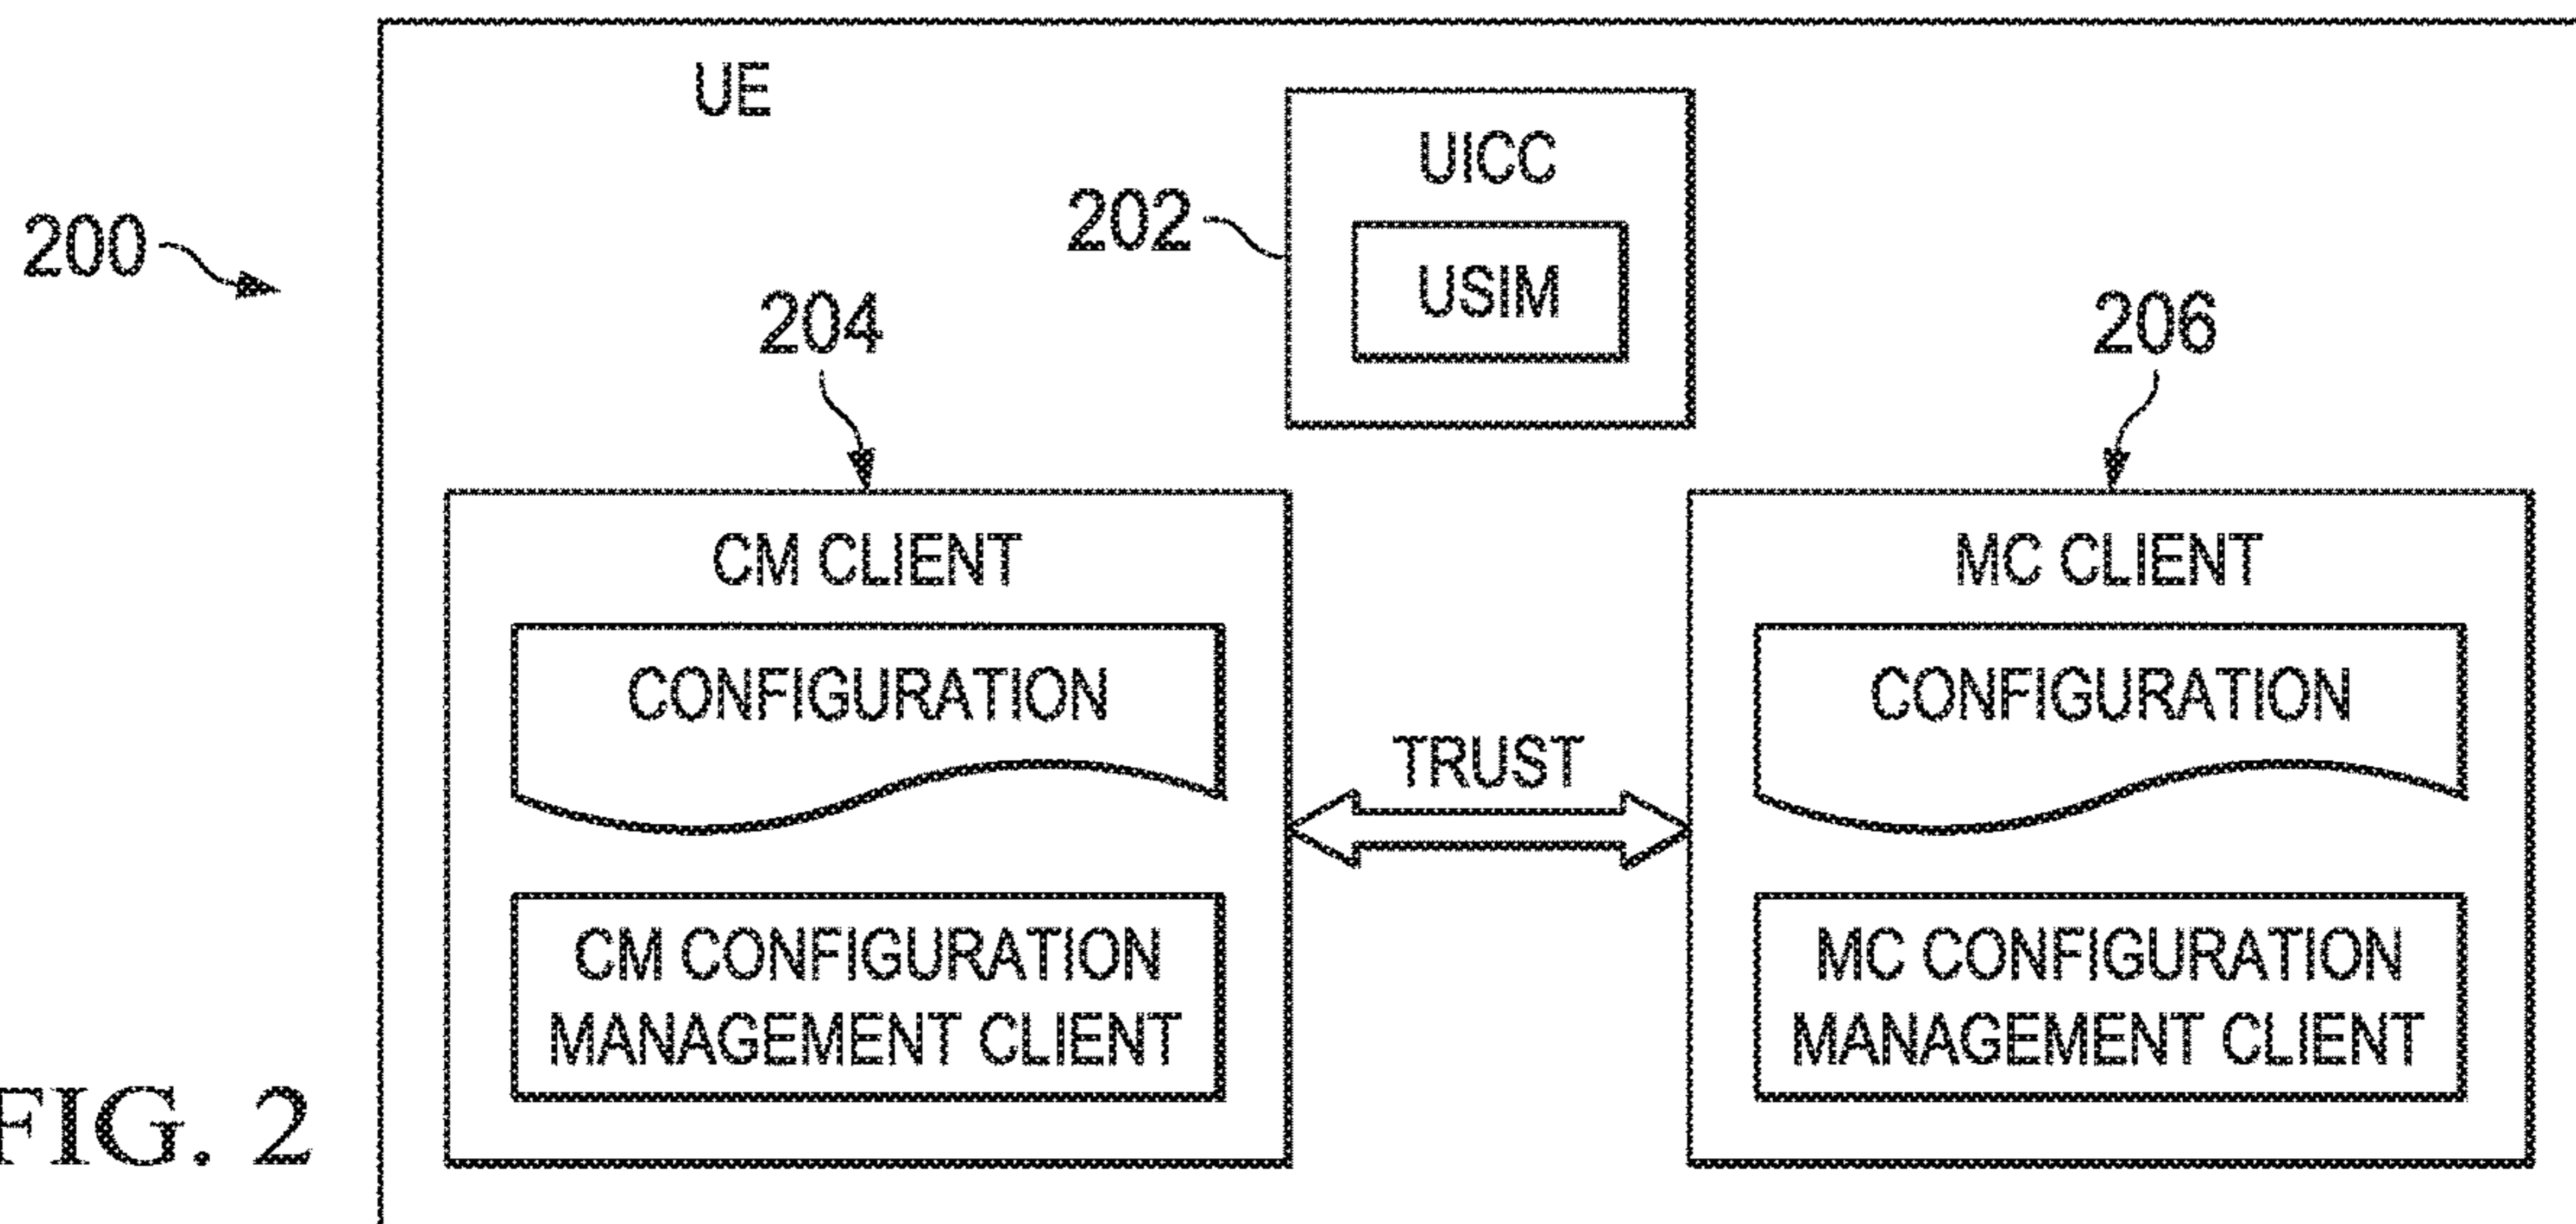 UE
UICC
202
USIM
200
204
206
CM CLIENT
MC CLIENT
CONFIGURATION
CONFIGURATION
TRUST
CM CONFIGURATION
MANAGEMENT CLIENT
MC CONFIGURATION
MANAGEMENT CLIENT
FIG. 2